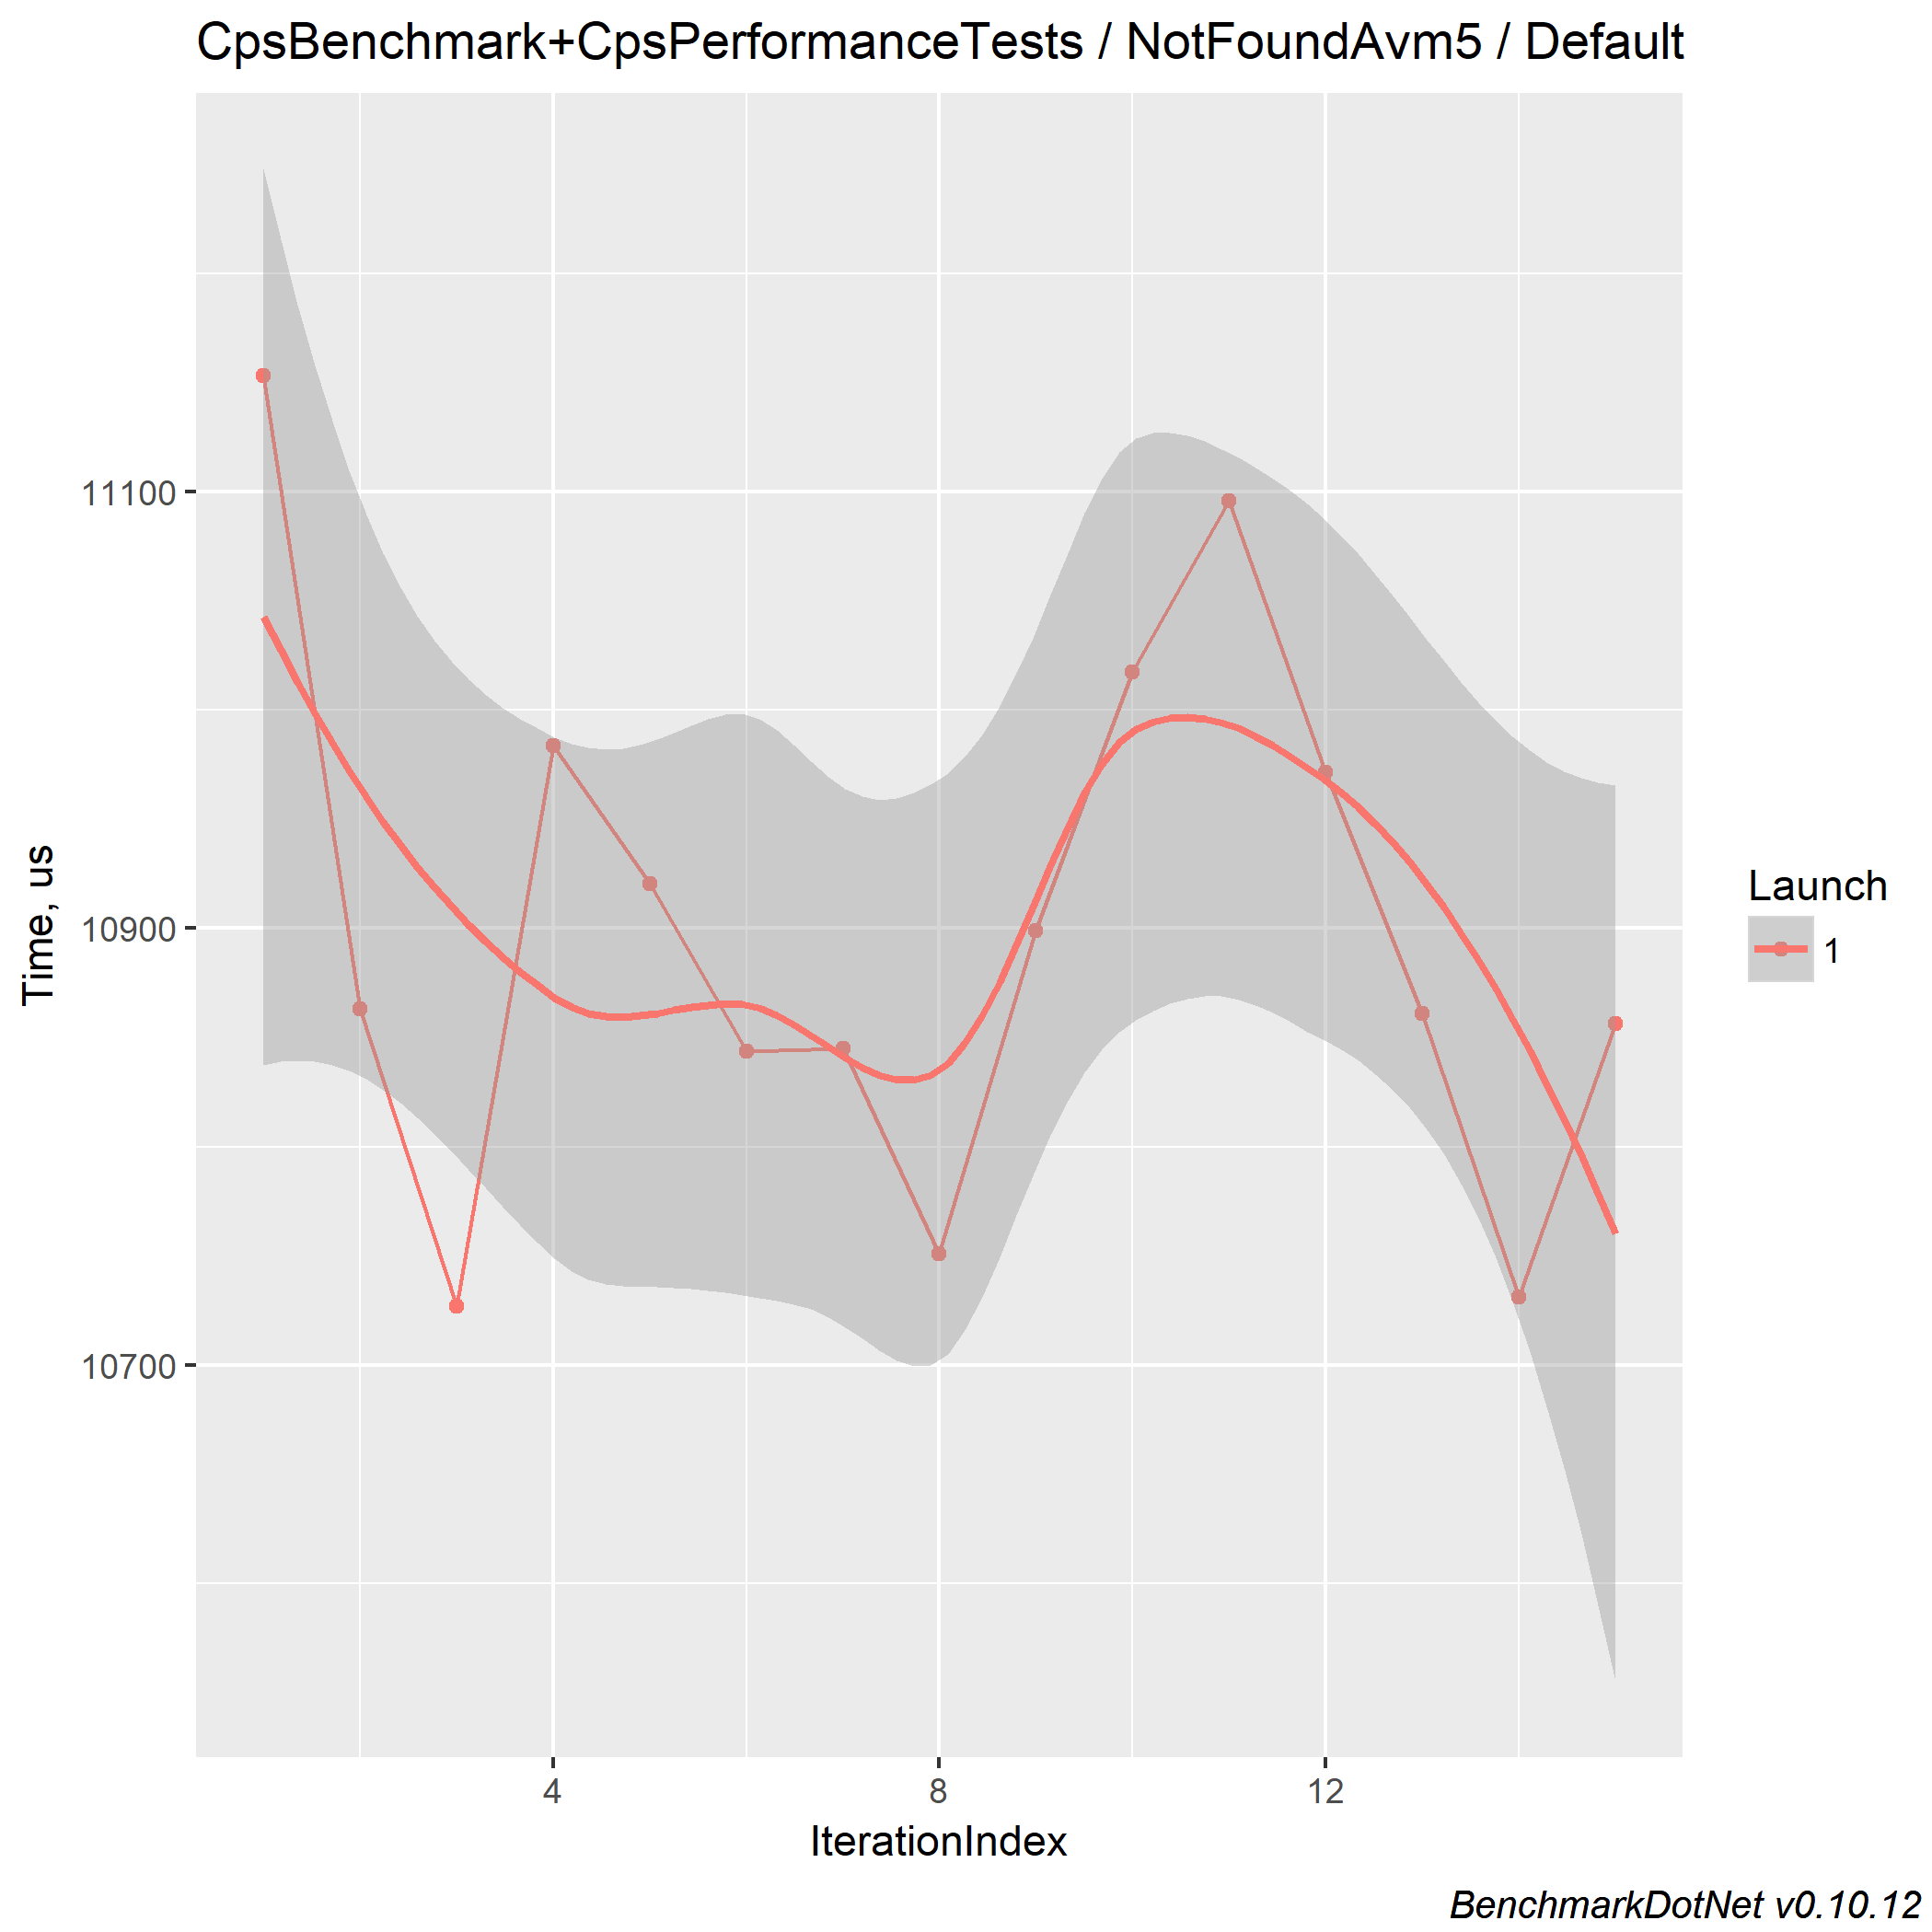 CpsBenchmark+CpsPerformanceTests / NotFoundAvm5 / Default
11100
10900
10700
Time, us
4
8
12
IterationIndex
Launch
1
BenchmarkDotNet v0.10.12